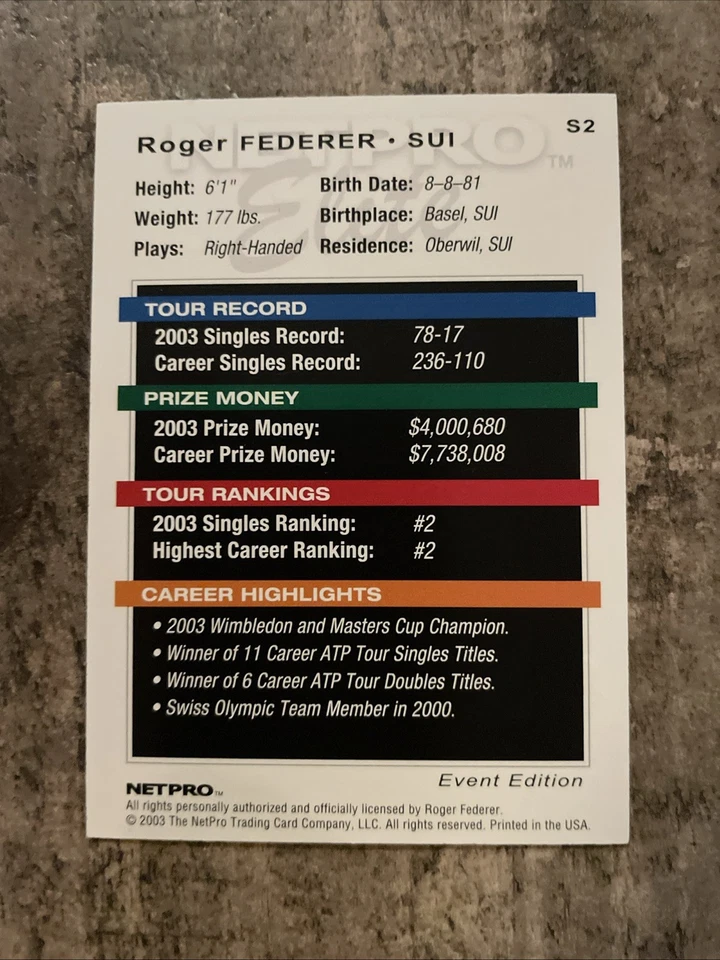 S2
Roger FEDERER • SUI
NETPRO TM
Elite
Height: 6'1" Birth Date: 8–8–81
Weight: 177 lbs. Birthplace: Basel, SUI
Plays: Right-Handed Residence: Oberwil, SUI
TOUR RECORD
2003 Singles Record: 78-17
Career Singles Record: 236-110
PRIZE MONEY
2003 Prize Money: $4,000,680
Career Prize Money: $7,738,008
TOUR RANKINGS
2003 Singles Ranking: #2
Highest Career Ranking: #2
CAREER HIGHLIGHTS
• 2003 Wimbledon and Masters Cup Champion.
• Winner of 11 Career ATP Tour Singles Titles.
• Winner of 6 Career ATP Tour Doubles Titles.
• Swiss Olympic Team Member in 2000.
Event Edition
NETPRO TM
All rights personally authorized and officially licensed by Roger Federer.
© 2003 The NetPro Trading Card Company, LLC. All rights reserved. Printed in the USA.